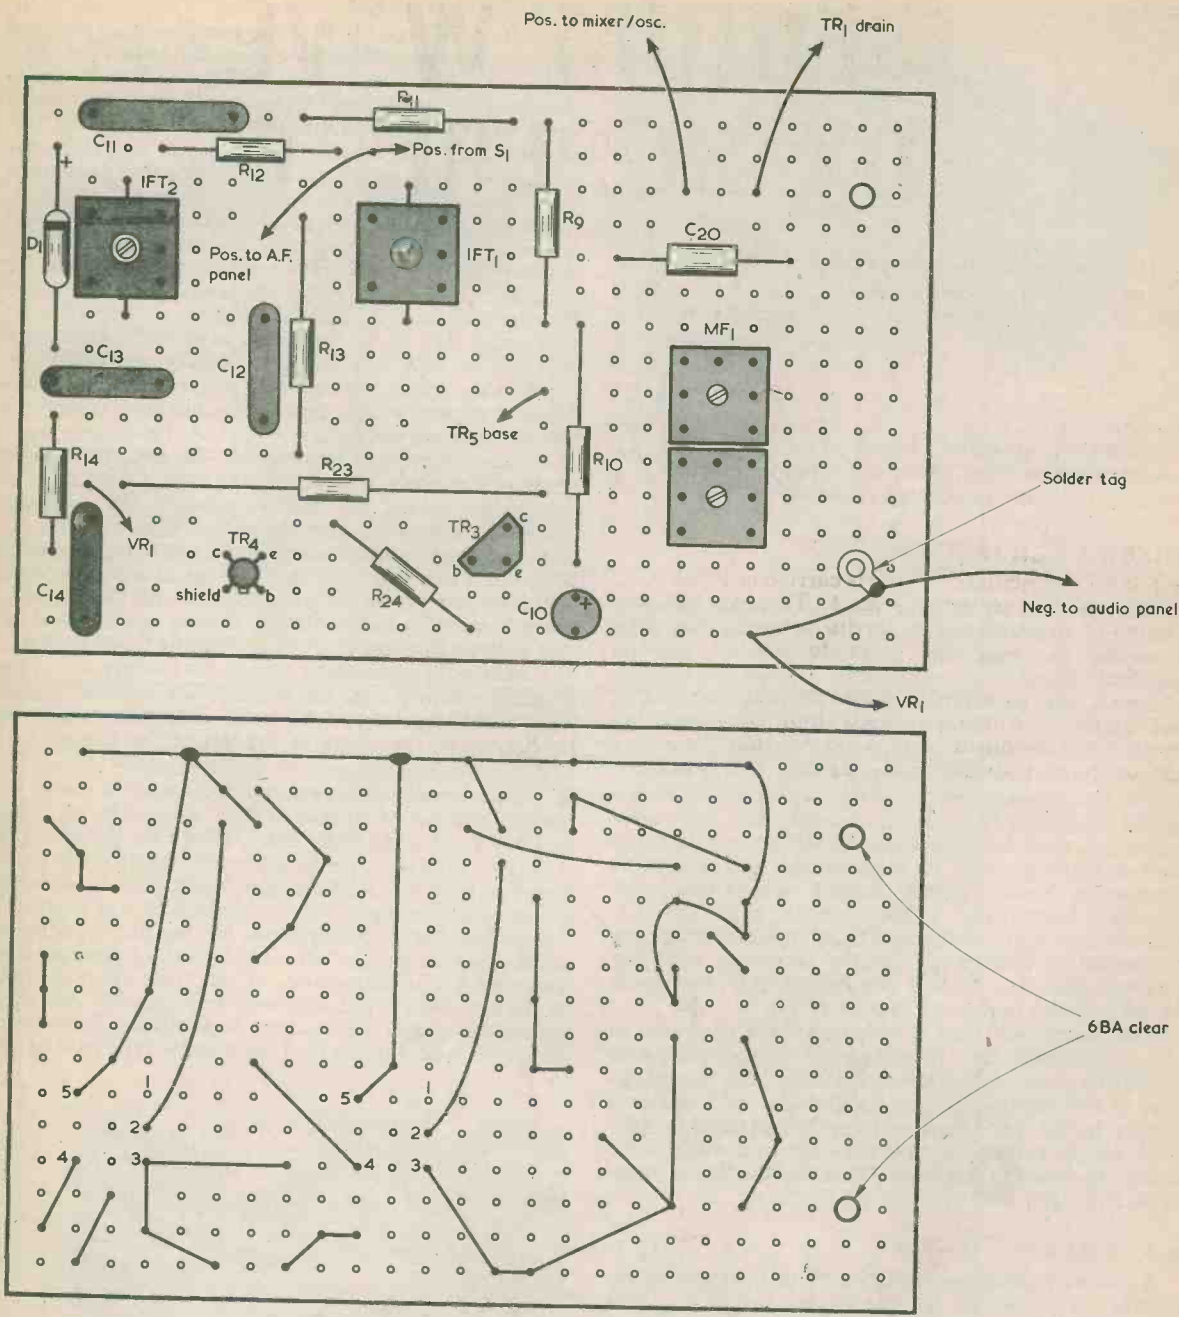 Pos. to mixer/osc.
TR1 drain
R11
C11
Pos. from S1
R12
+
IFT2
R9
D1
C20
Pos. to A.F.
panel
IFT1
MF1
C13
R13
C12
TR5 base
R14
R10
R23
Solder tag
VR1
TR3
c
TR4
c
e
b
e
shield
b
C14
R24
C10
+
Neg. to audio panel
VR1
6BA clear
5
1
5
1
2
2
4
3
4
3